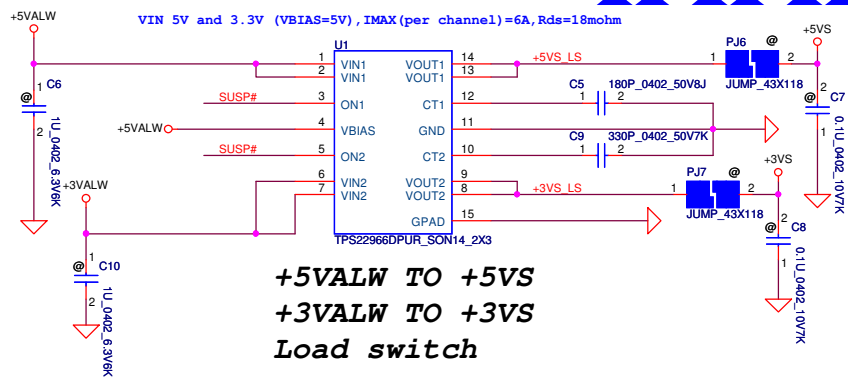 VIN 5V and 3.3V (VBIAS=5V),IMAX(per channel)=6A,Rds=18mohm
+5VALW
U1
+5VS
PJ6
@
1 VIN1 VOUT1 14 +5VS_LS 1 2
2 VIN1 VOUT1 13
JUMP_43X118
C6
1
@
2
1U_0402_6.3V6K
SUSP# 3 ON1 CT1 12
C5 180P_0402_50V8J
1 2
+5VALW 4 VBIAS GND 11
C9 330P_0402_50V7K
1 2
SUSP# 5 ON2 CT2 10
2
@
C7
1
0.1U_0402_10V7K
+3VALW
6 VIN2 VOUT2 9
7 VIN2 VOUT2 8 +3VS_LS 1 2
PJ7
@
+3VS
JUMP_43X118
GPAD 15
TPS22966DPUR_SON14_2X3
2
@
C8
1
0.1U_0402_10V7K
1
@
C10
2
1U_0402_6.3V6K
+5VALW TO +5VS
+3VALW TO +3VS
Load switch